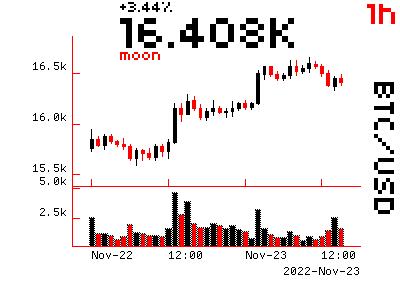 +3.44%
1h
16.408K
moon
16.5k
16.0k
15.5k
5.0k
2.5k
BTC/USD
Nov-22 12:00 Nov-23 12:00
2022-Nov-23